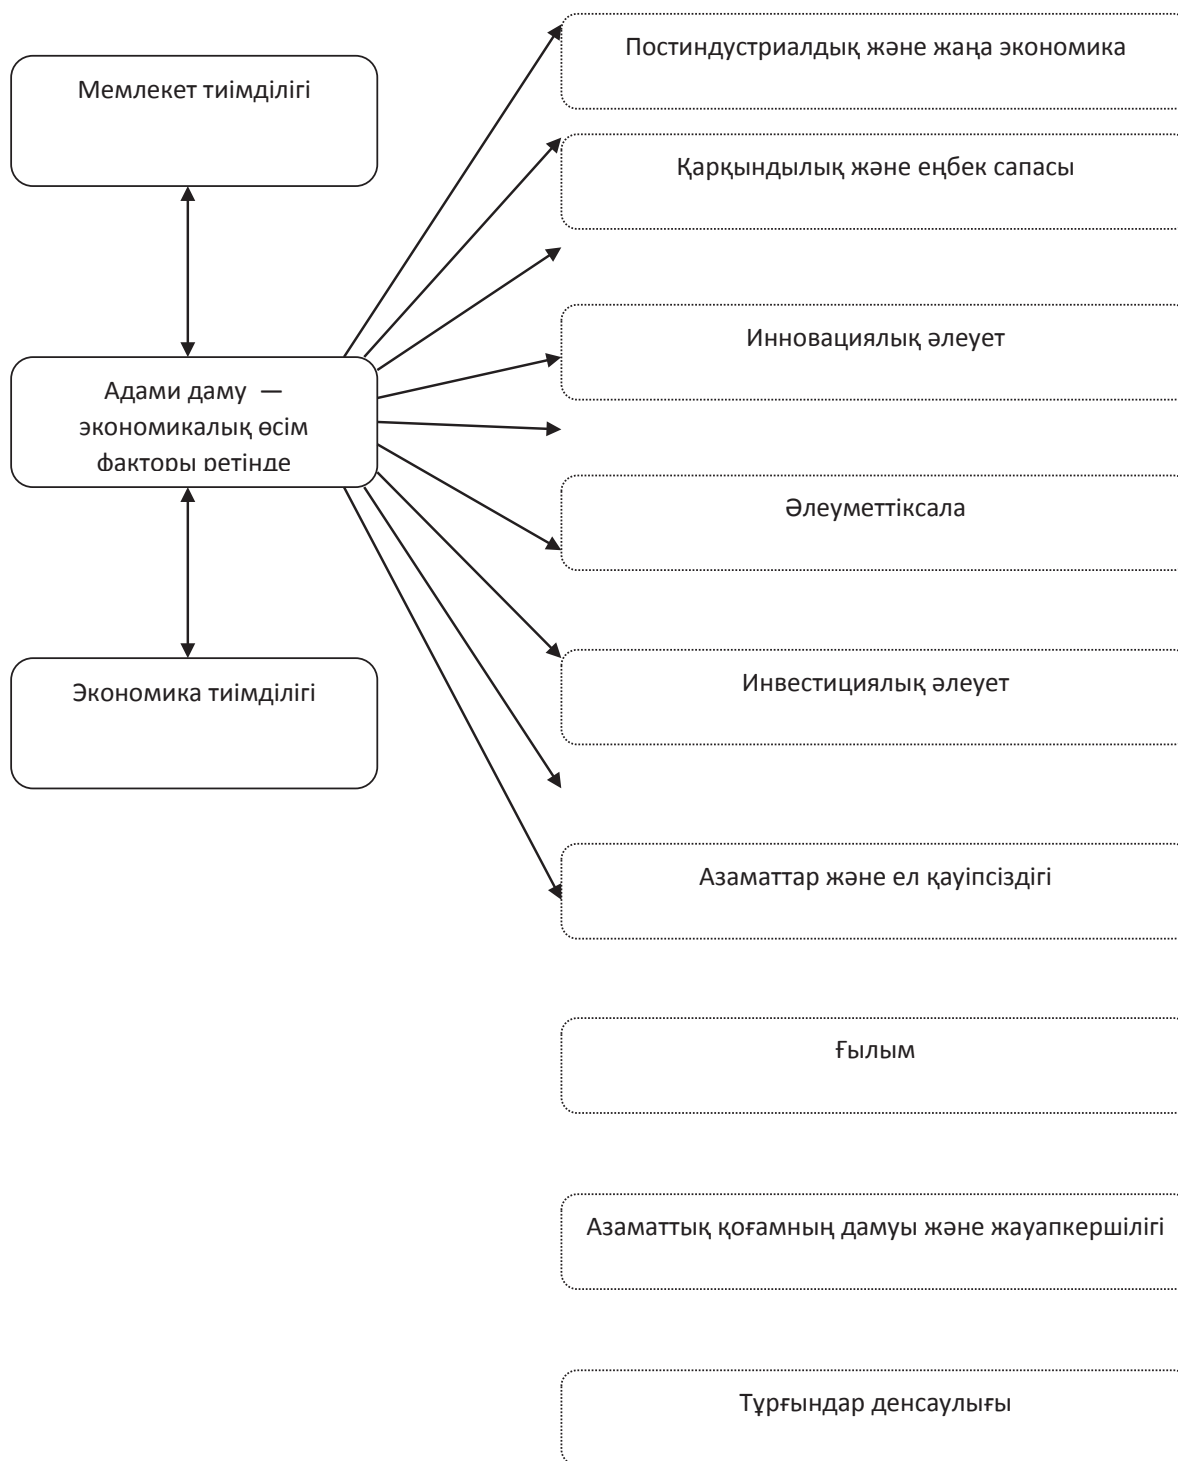 Мемлекет тиімділігі
Адами даму —
экономикалық өсім
факторы ретінде
Экономика тиімділігі
Постиндустриалдық және жаңа экономика
Қарқындылық және еңбек сапасы
Инновациялық әлеует
Әлеуметтіксала
Инвестициялық әлеует
Азаматтар және ел қауіпсіздігі
Ғылым
Азаматтық қоғамның дамуы және жауапкершілігі
Тұрғындар денсаулығы